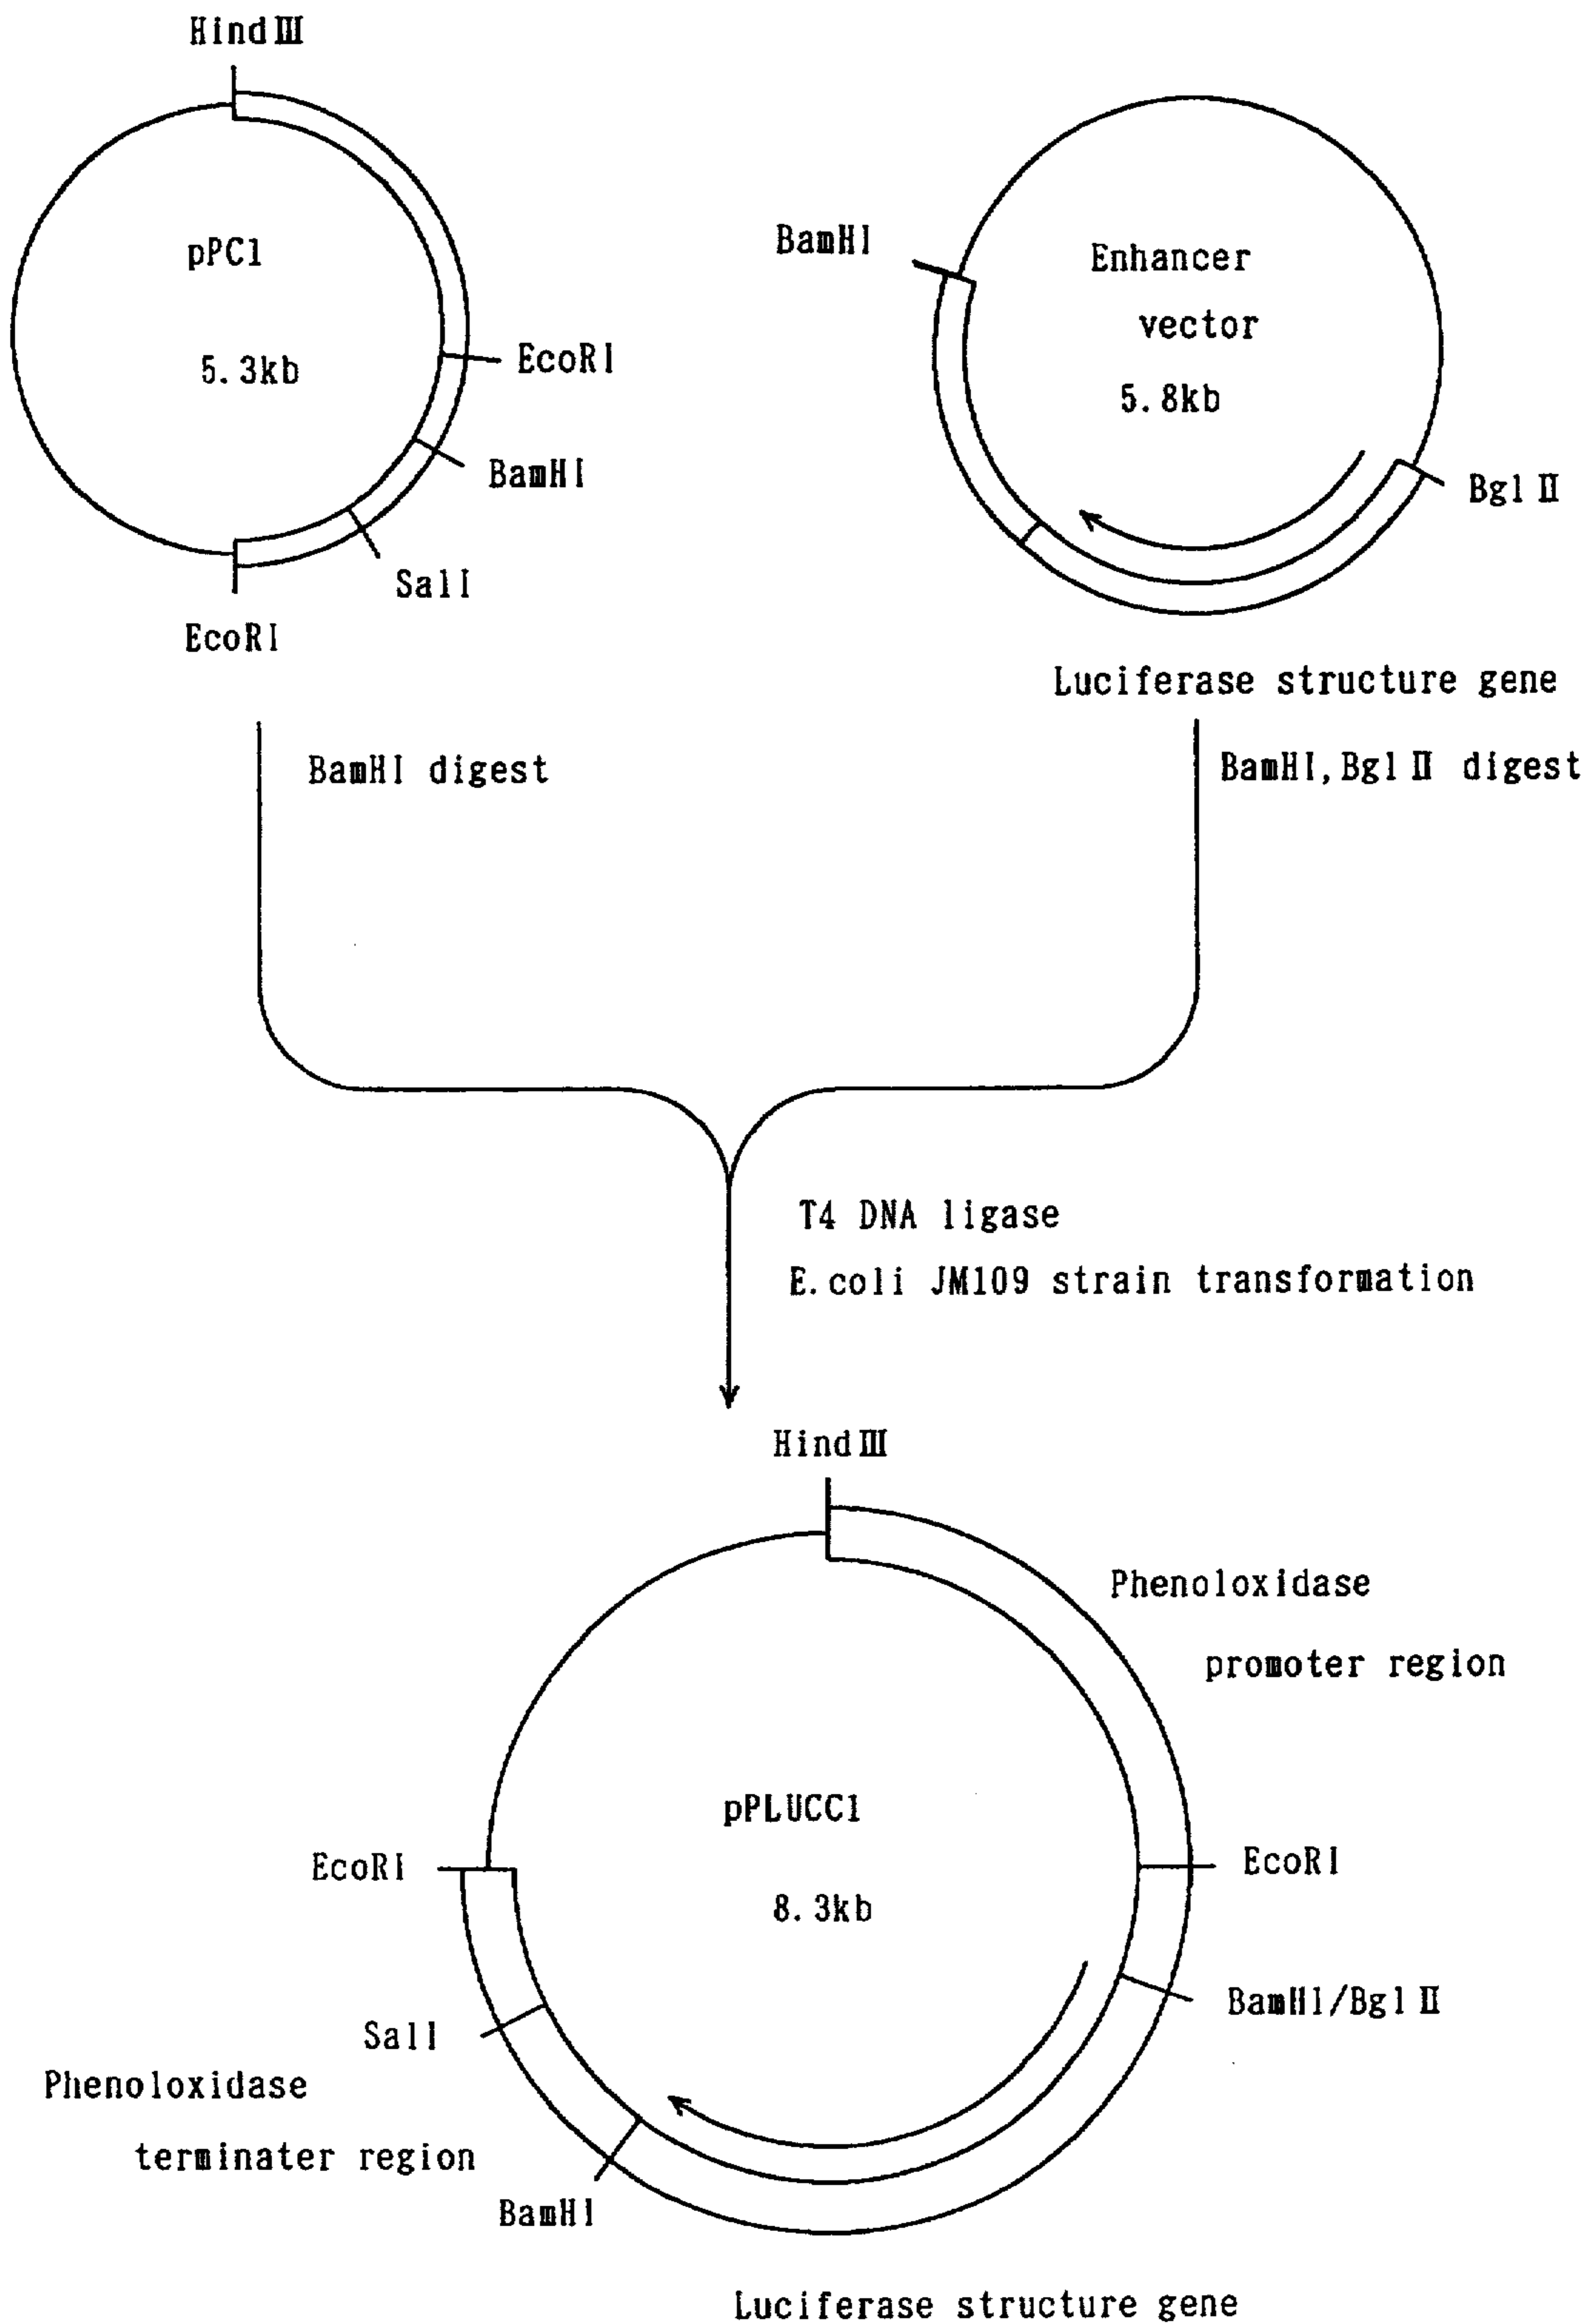 HindⅢ
pPC1
5.3kb
EcoRI
BamHI
SalI
EcoRI
BamHI
Enhancer
vector
5.8kb
BglⅡ
Luciferase structure gene
BamHI digest
BamHI, BglⅡ digest
T4 DNA ligase
E.coli JM109 strain transformation
HindⅢ
Phenoloxidase
promoter region
pPLUCC1
8.3kb
EcoRI
EcoRI
BamHI/BglⅡ
SalI
Phenoloxidase
terminater region
BamHI
Luciferase structure gene